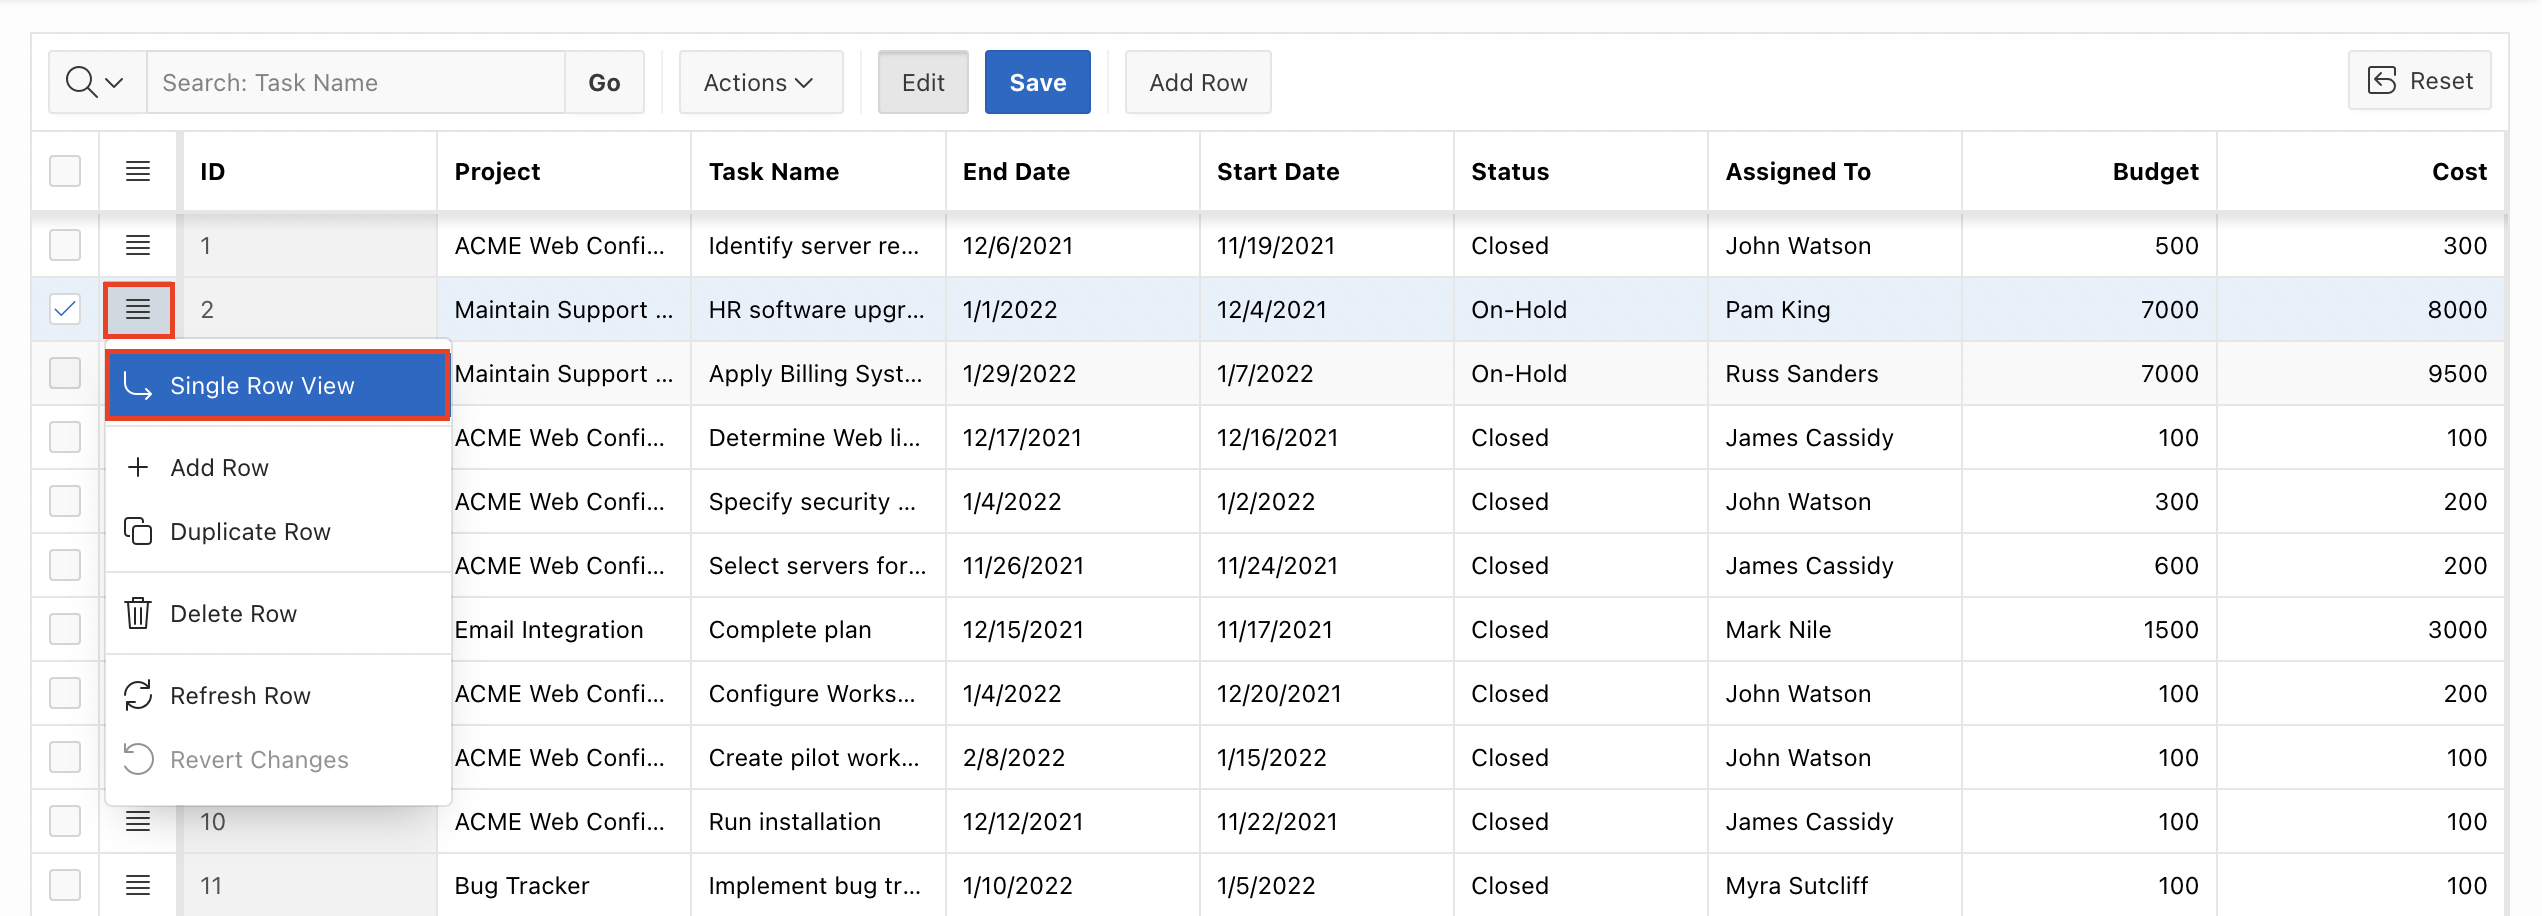 Search: Task Name Go Actions Edit Save Add Row Reset
ID Project Task Name End Date Start Date Status Assigned To Budget Cost
1 ACME Web Confi... Identify server re... 12/6/2021 11/19/2021 Closed John Watson 500 300
2 Maintain Support ... HR software upgr... 1/1/2022 12/4/2021 On-Hold Pam King 7000 8000
Maintain Support ... Apply Billing Syst... 1/29/2022 1/7/2022 On-Hold Russ Sanders 7000 9500
Single Row View
ACME Web Confi... Determine Web li... 12/17/2021 12/16/2021 Closed James Cassidy 100 100
Add Row
ACME Web Confi... Specify security ... 1/4/2022 1/2/2022 Closed John Watson 300 200
Duplicate Row
ACME Web Confi... Select servers for... 11/26/2021 11/24/2021 Closed James Cassidy 600 200
Delete Row
Email Integration Complete plan 12/15/2021 11/17/2021 Closed Mark Nile 1500 3000
Refresh Row
ACME Web Confi... Configure Works... 1/4/2022 12/20/2021 Closed John Watson 100 200
Revert Changes
ACME Web Confi... Create pilot work... 2/8/2022 1/15/2022 Closed John Watson 100 100
10 ACME Web Confi... Run installation 12/12/2021 11/22/2021 Closed James Cassidy 100 100
11 Bug Tracker Implement bug tr... 1/10/2022 1/5/2022 Closed Myra Sutcliff 100 100